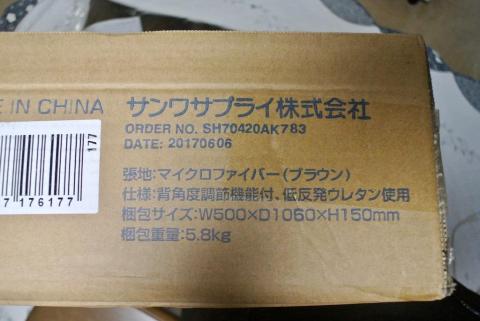 E IN CHINA サンワサプライ株式会社
ORDER NO. SH70420AK783
DATE: 20170606
177
7 176177
張地:マイクロファイバー(ブラウン)
仕様:背角度調節機能付、低反発ウレタン使用
梱包サイズ:W500×D1060×H150mm
梱包重量:5.8kg